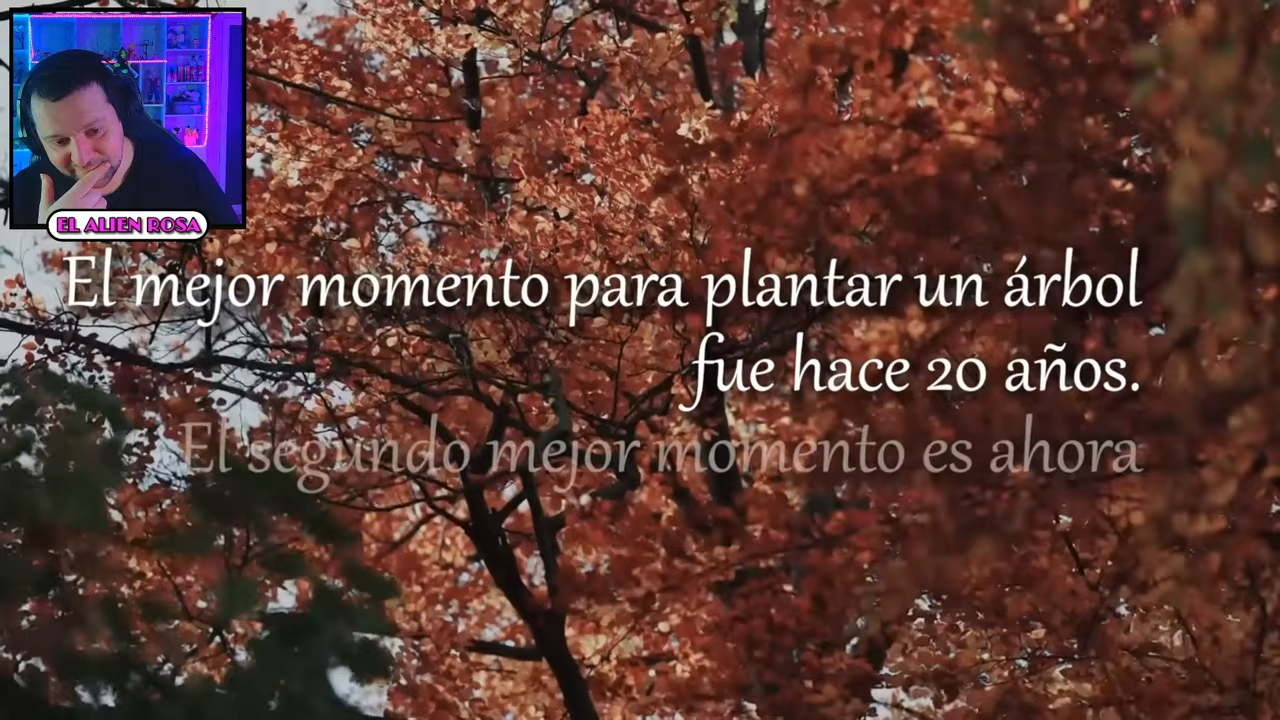 EL ALIEN ROSA
El mejor momento para plantar un árbol
fue hace 20 años.
El segundo mejor momento es ahora